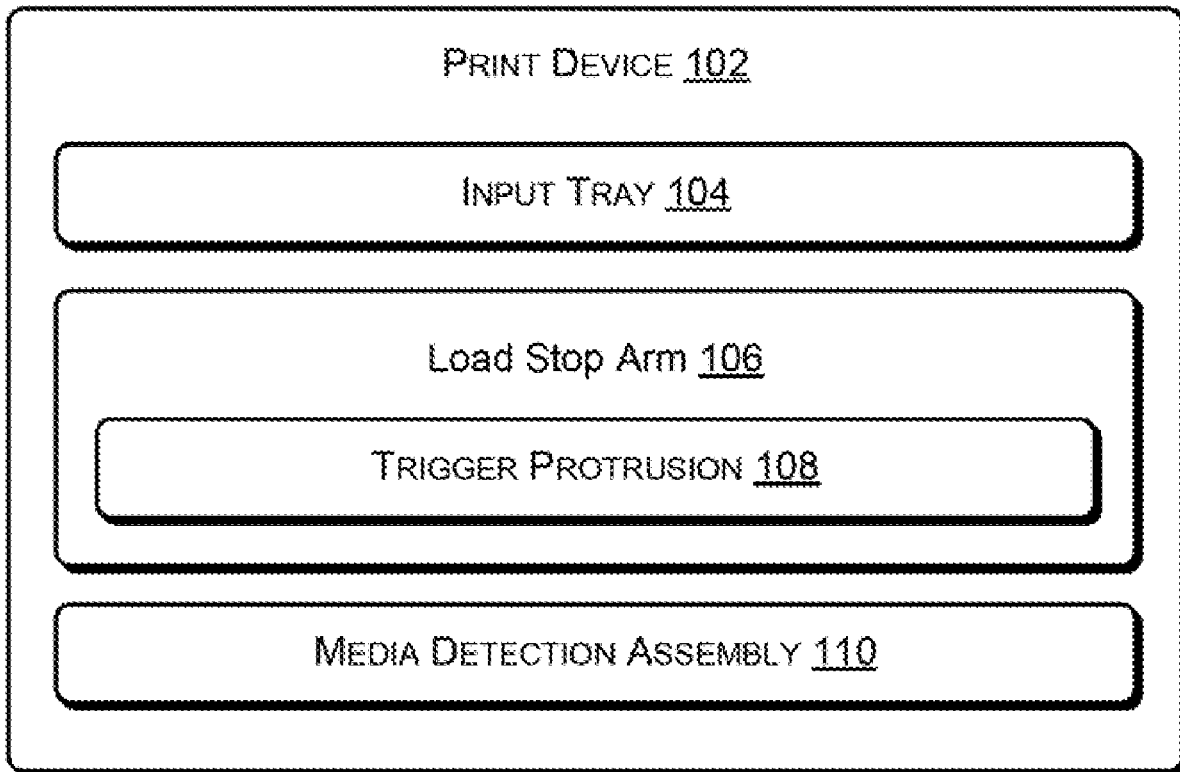 PRINT DEVICE 102
INPUT TRAY 104
Load Stop Arm 106
TRIGGER PROTRUSION 108
MEDIA DETECTION ASSEMBLY 110